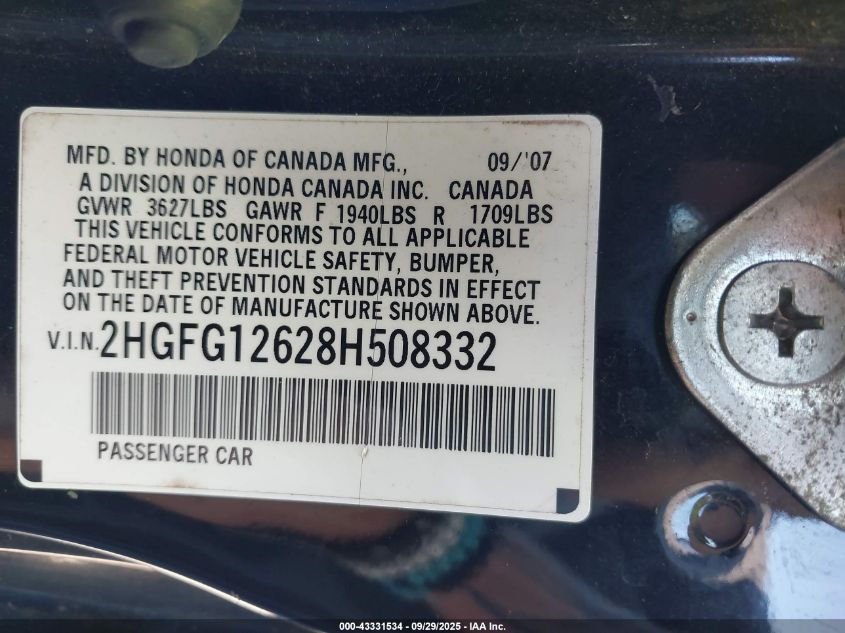 MFD. BY HONDA OF CANADA MFG., 09/'07
A DIVISION OF HONDA CANADA INC. CANADA
GVWR 3627LBS GAWR F 1940LBS R 1709LBS
THIS VEHICLE CONFORMS TO ALL APPLICABLE
FEDERAL MOTOR VEHICLE SAFETY, BUMPER,
AND THEFT PREVENTION STANDARDS IN EFFECT
ON THE DATE OF MANUFACTURE SHOWN ABOVE.
V.I.N. 2HGFG12628H508332
PASSENGER CAR
000-43331534 - 09/29/2025 - IAA Inc.